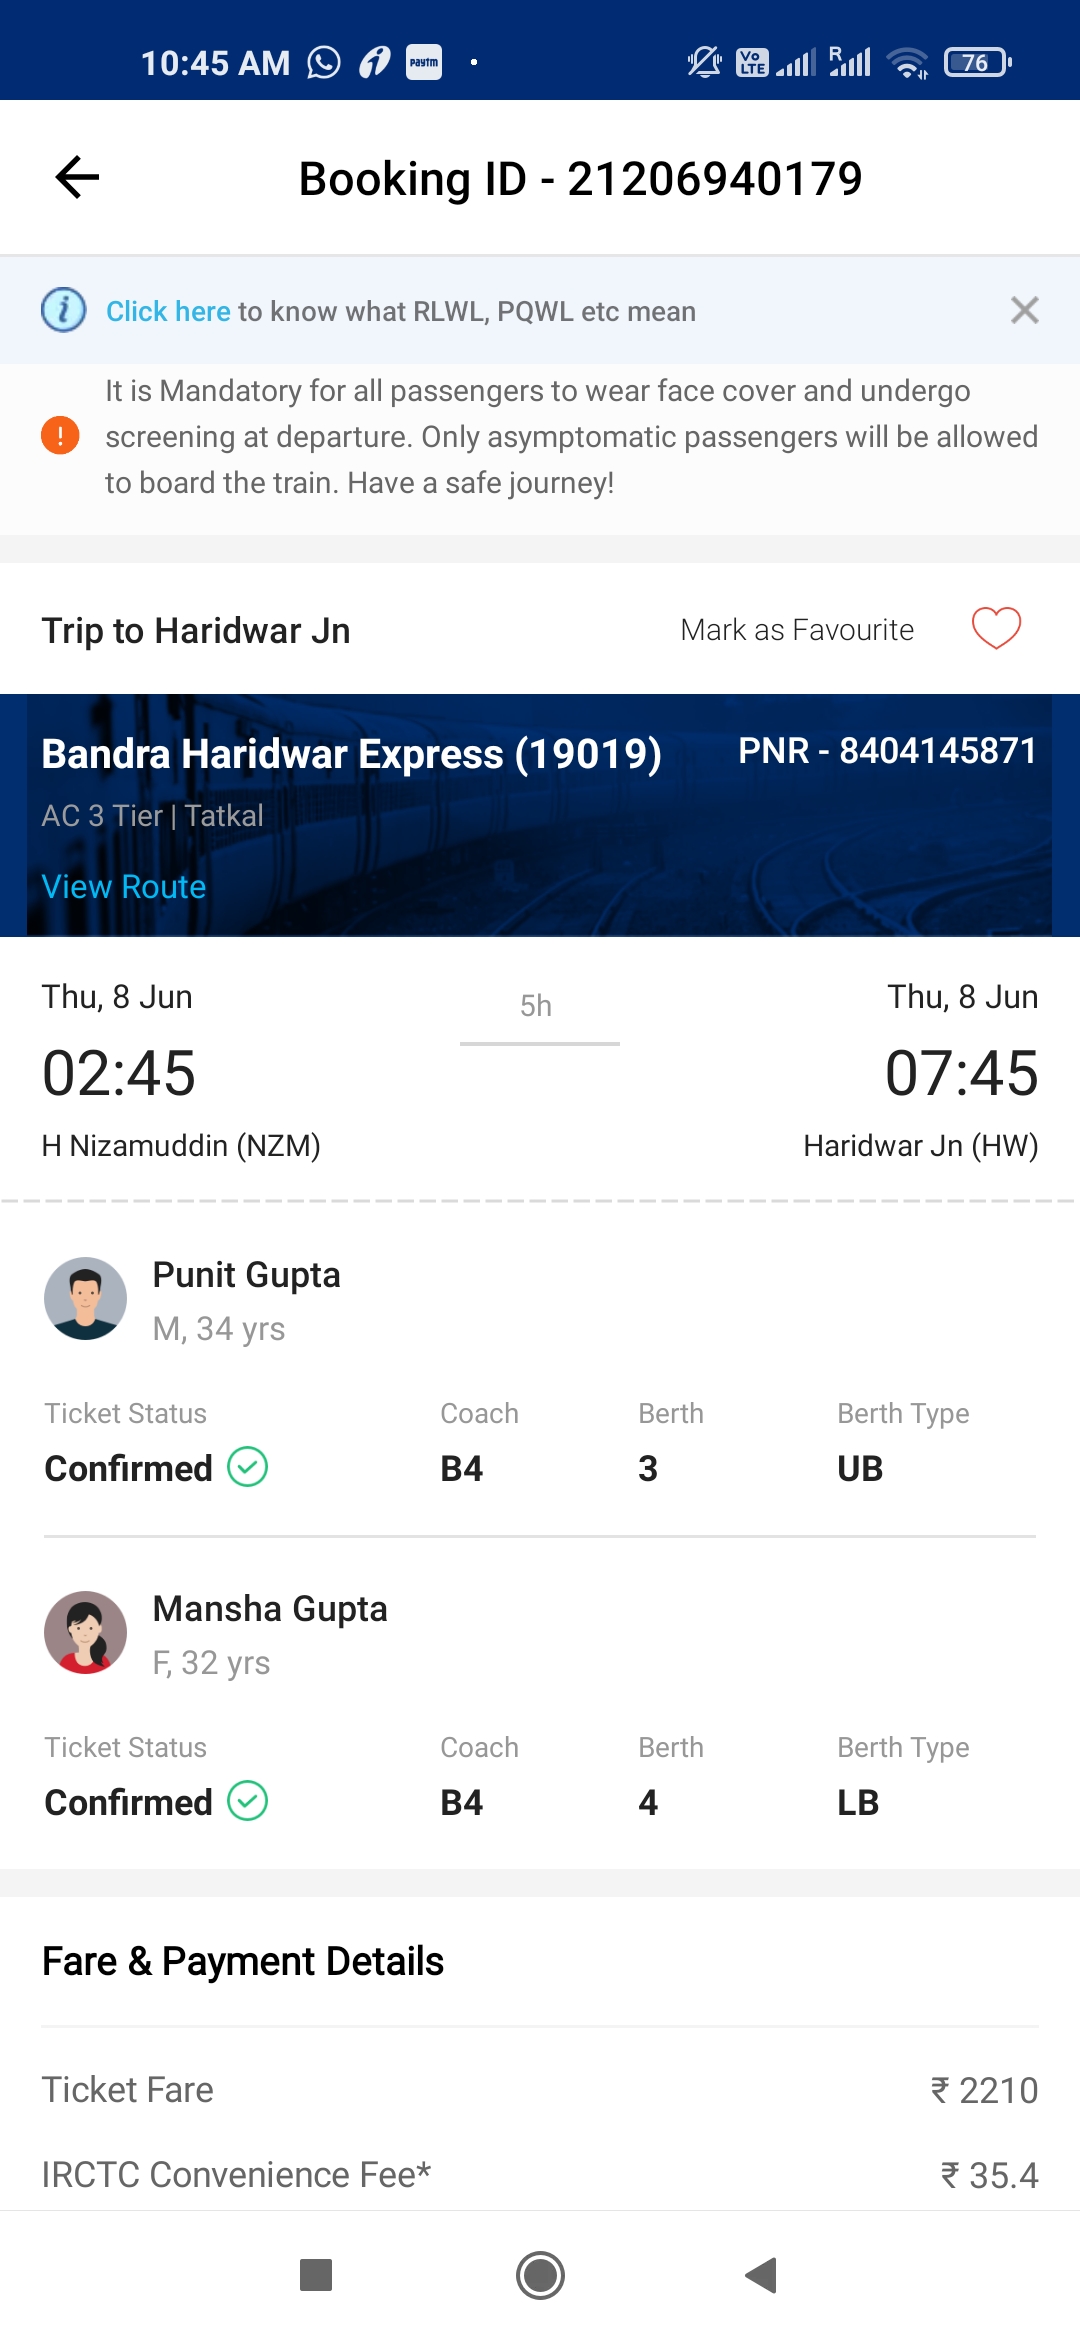 10:45 AM
paytm
Vo LTE
R
76
Booking ID - 21206940179
Click here to know what RLWL, PQWL etc mean
It is Mandatory for all passengers to wear face cover and undergo
screening at departure. Only asymptomatic passengers will be allowed
to board the train. Have a safe journey!
Trip to Haridwar Jn
Mark as Favourite
Bandra Haridwar Express (19019)
PNR - 8404145871
AC 3 Tier | Tatkal
View Route
Thu, 8 Jun
5h
Thu, 8 Jun
02:45
07:45
H Nizamuddin (NZM)
Haridwar Jn (HW)
Punit Gupta
M, 34 yrs
Ticket Status Coach Berth Berth Type
Confirmed B4 3 UB
Mansha Gupta
F, 32 yrs
Ticket Status Coach Berth Berth Type
Confirmed B4 4 LB
Fare & Payment Details
Ticket Fare ₹ 2210
IRCTC Convenience Fee* ₹ 35.4